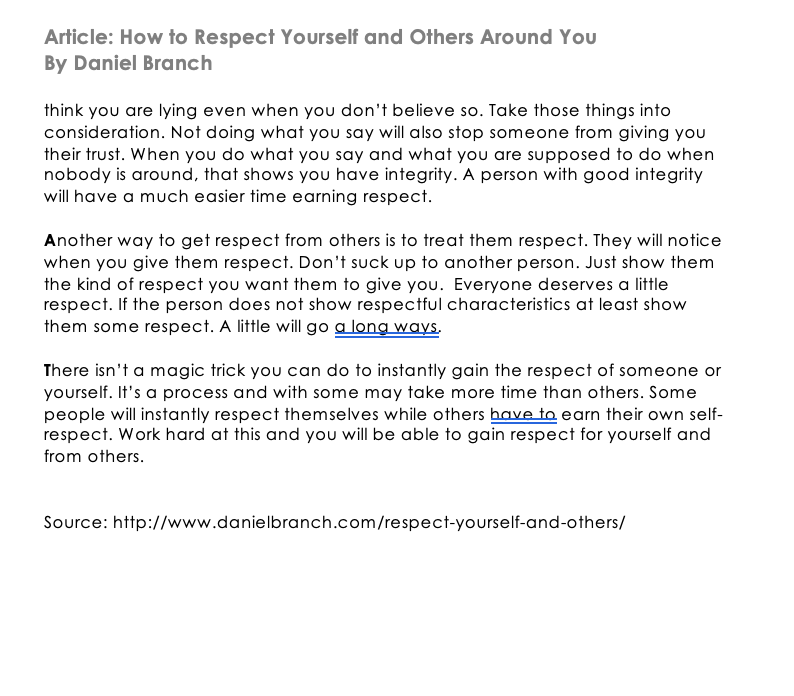 Article: How to Respect Yourself and Others Around You
By Daniel Branch
think you are lying even when you don’t believe so. Take those things into
consideration. Not doing what you say will also stop someone from giving you
their trust. When you do what you say and what you are supposed to do when
nobody is around, that shows you have integrity. A person with good integrity
will have a much easier time earning respect.
Another way to get respect from others is to treat them respect. They will notice
when you give them respect. Don’t suck up to another person. Just show them
the kind of respect you want them to give you.  Everyone deserves a little
respect. If the person does not show respectful characteristics at least show
them some respect. A little will go a long ways.
There isn’t a magic trick you can do to instantly gain the respect of someone or
yourself. It’s a process and with some may take more time than others. Some
people will instantly respect themselves while others have to earn their own self-
respect. Work hard at this and you will be able to gain respect for yourself and
from others.
Source: http://www.danielbranch.com/respect-yourself-and-others/